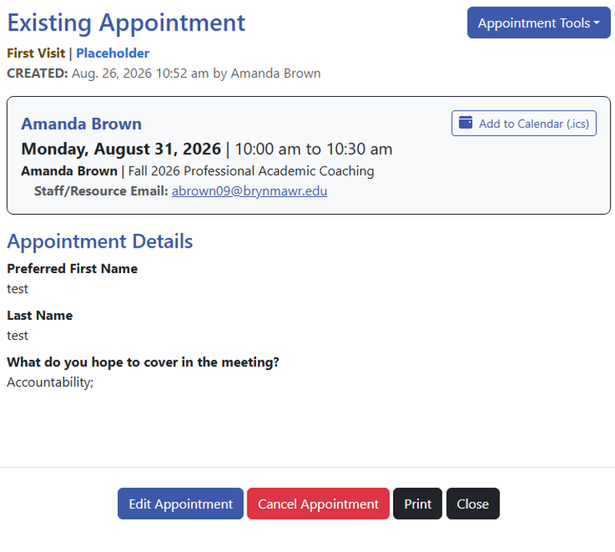 Existing Appointment
Appointment Tools
First Visit | Placeholder
CREATED: Aug. 26, 2026 10:52 am by Amanda Brown
Amanda Brown
Add to Calendar (.ics)
Monday, August 31, 2026 | 10:00 am to 10:30 am
Amanda Brown | Fall 2026 Professional Academic Coaching
Staff/Resource Email: abrown09@brynmawr.edu
Appointment Details
Preferred First Name
test
Last Name
test
What do you hope to cover in the meeting?
Accountability;
Edit Appointment
Cancel Appointment
Print
Close